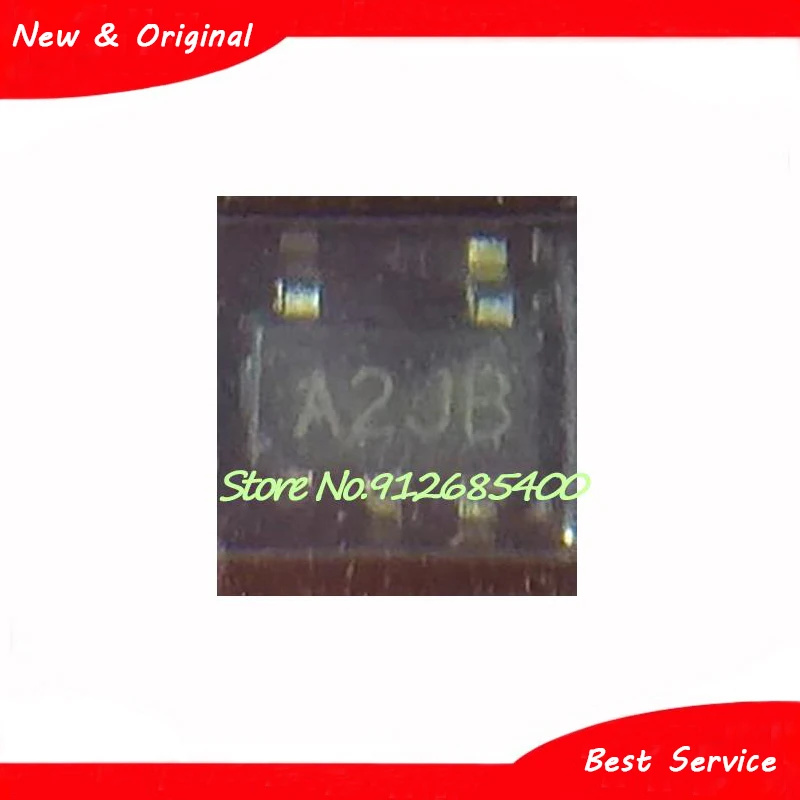 New & Original
A2JB
Store No.912685400
Best Service